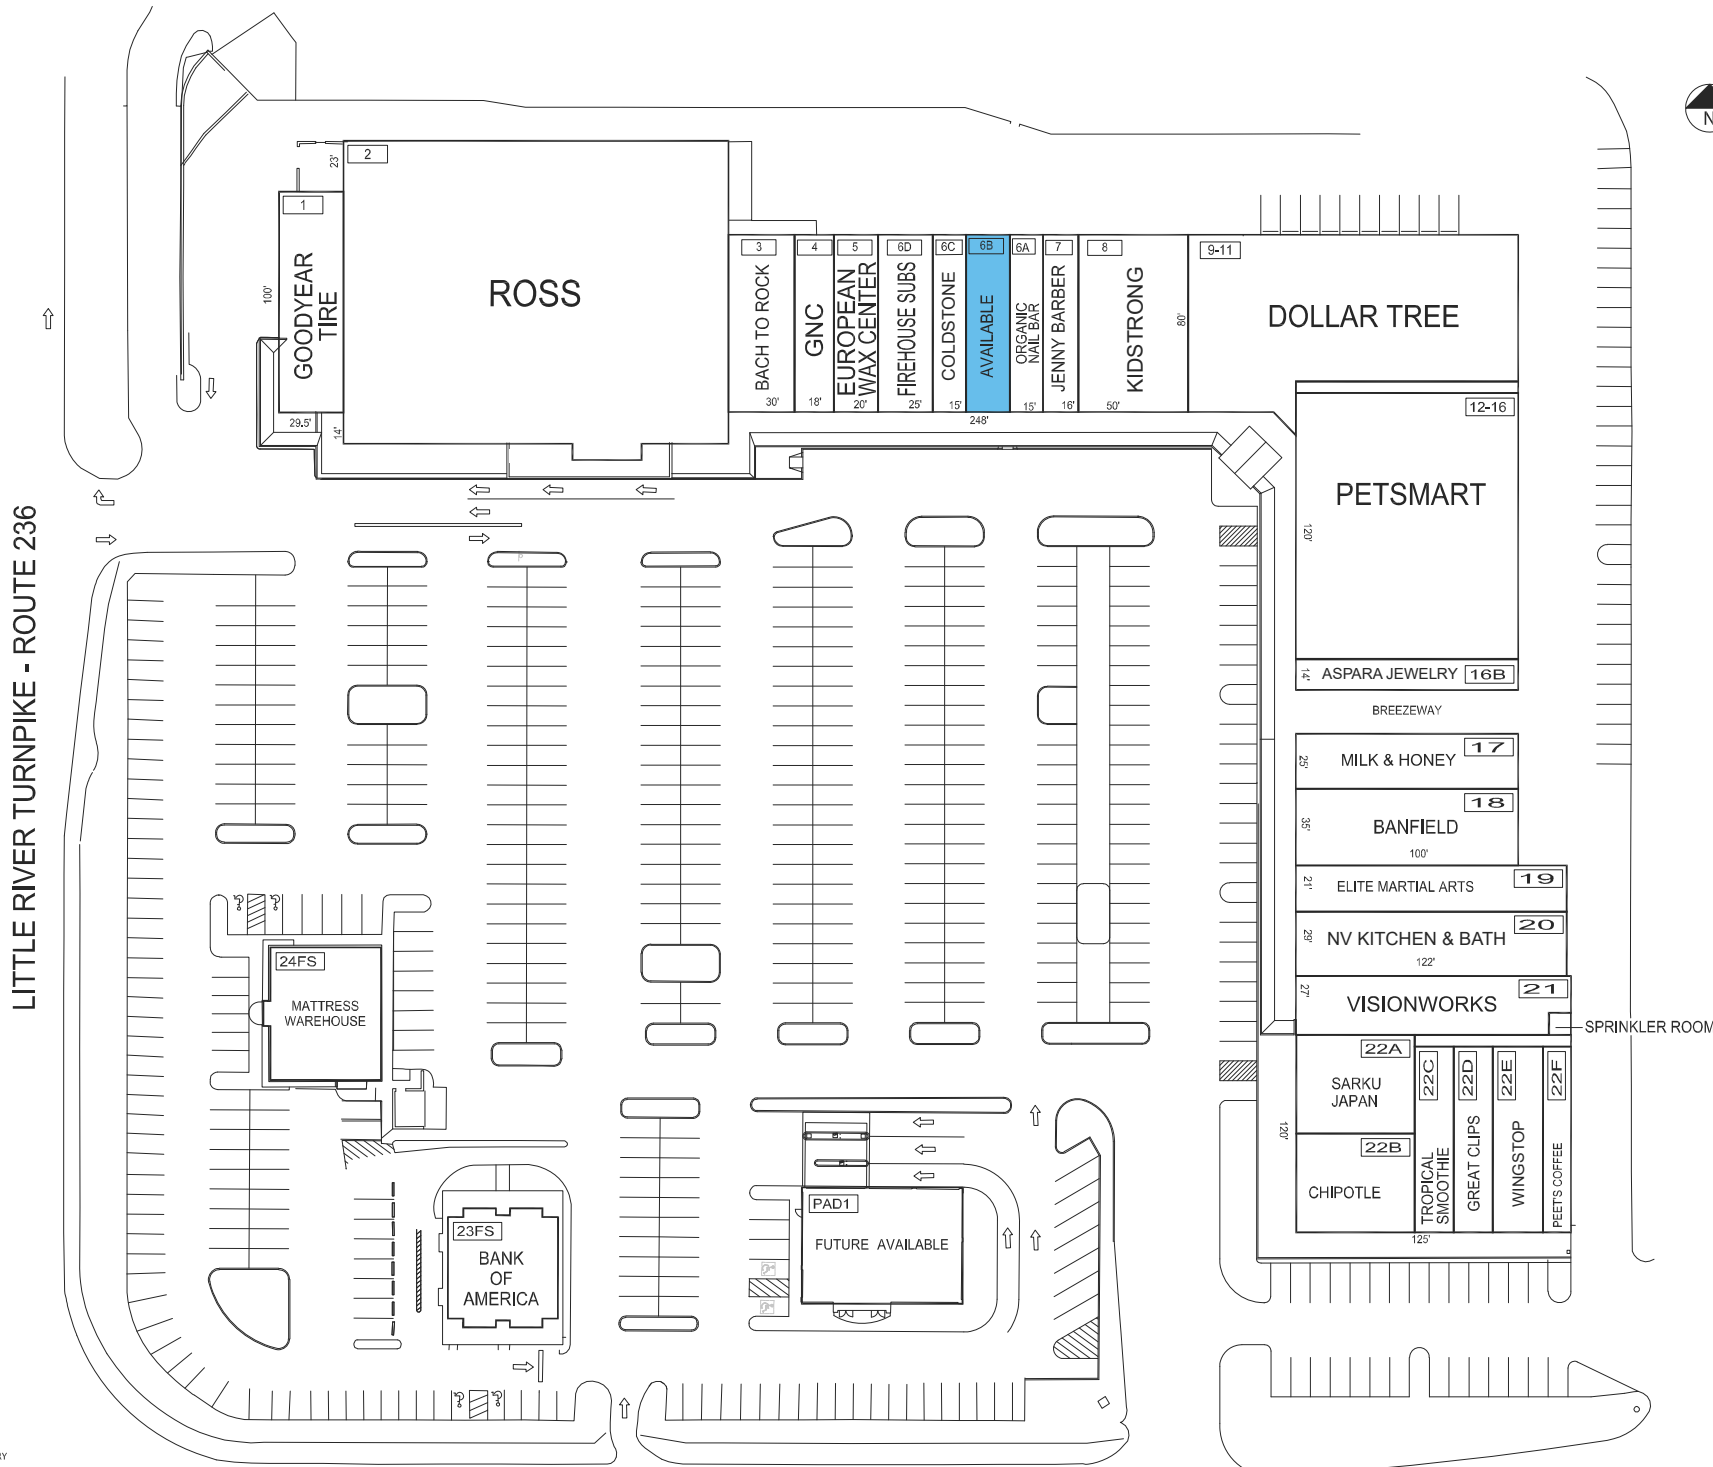 N
2
23'
1
GOODYEAR
TIRE
100'
29.5'
14'
ROSS
3
BACH TO ROCK
30'
4
GNC
18'
5
EUROPEAN
WAX CENTER
20'
6D
FIREHOUSE SUBS
25'
6C
COLDSTONE
15'
6B
AVAILABLE
6A
ORGANIC
NAIL BAR
15'
7
JENNY BARBER
16'
8
KIDSTRONG
50'
80'
248'
9-11
DOLLAR TREE
12-16
PETSMART
120'
14'
ASPARA JEWELRY
16B
BREEZEWAY
17
MILK & HONEY
25'
18
BANFIELD
35'
100'
19
ELITE MARTIAL ARTS
21'
20
NV KITCHEN & BATH
29'
122'
21
VISIONWORKS
27'
SPRINKLER ROOM
22A
SARKU
JAPAN
22B
CHIPOTLE
120'
22C
TROPICAL
SMOOTHIE
22D
GREAT CLIPS
22E
WINGSTOP
22F
PEET'S COFFEE
125'
LITTLE RIVER TURNPIKE - ROUTE 236
24FS
MATTRESS
WAREHOUSE
23FS
BANK
OF
AMERICA
PAD1
FUTURE AVAILABLE